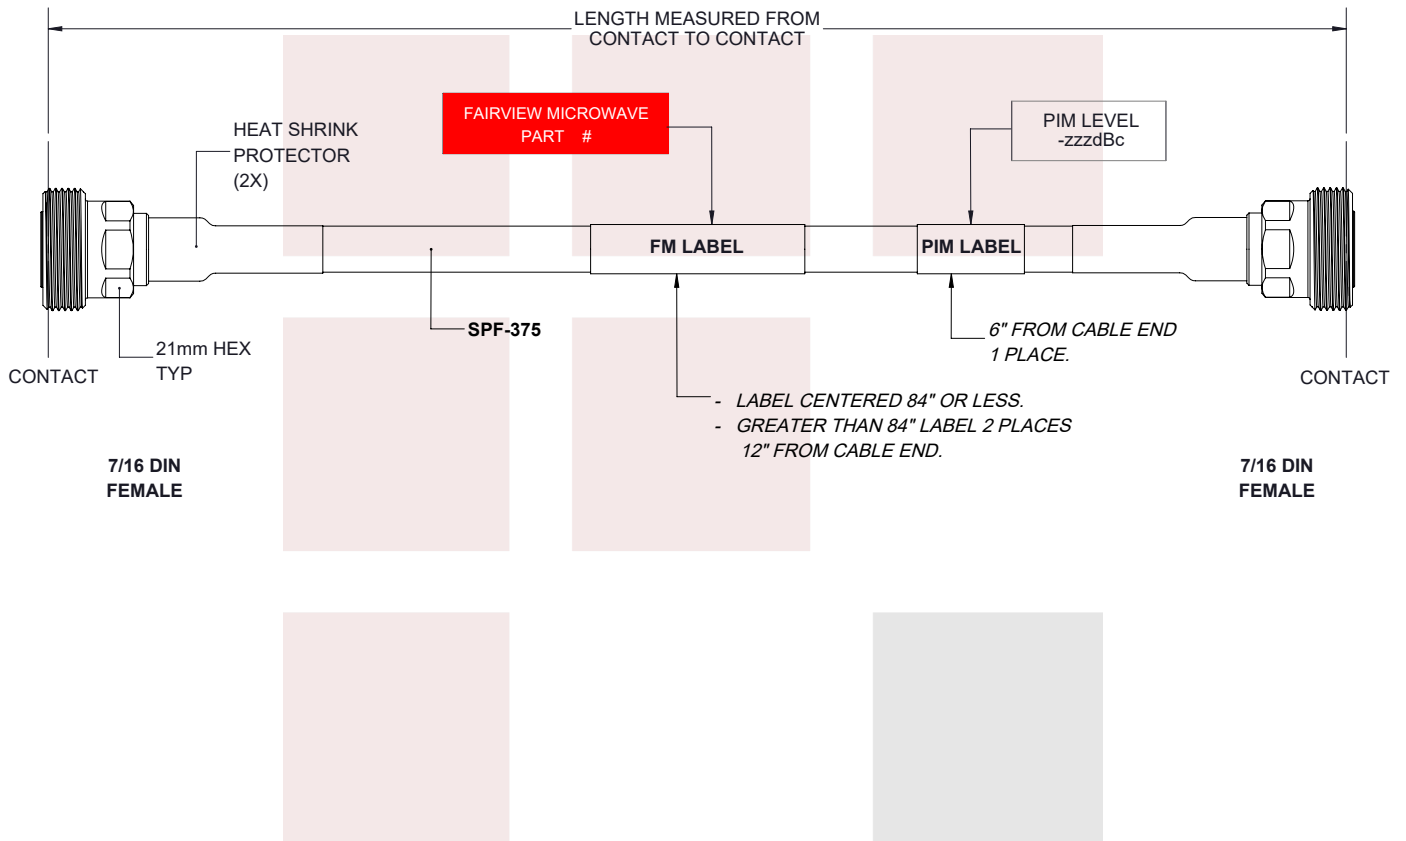 LENGTH MEASURED FROM
CONTACT TO CONTACT
FAIRVIEW MICROWAVE
PART #
PIM LEVEL
-zzzdBc
HEAT SHRINK
PROTECTOR
(2X)
FM LABEL
PIM LABEL
SPF-375
6" FROM CABLE END
1 PLACE.
21mm HEX
TYP
CONTACT
CONTACT
- LABEL CENTERED 84" OR LESS.
- GREATER THAN 84" LABEL 2 PLACES
12" FROM CABLE END.
7/16 DIN
FEMALE
7/16 DIN
FEMALE